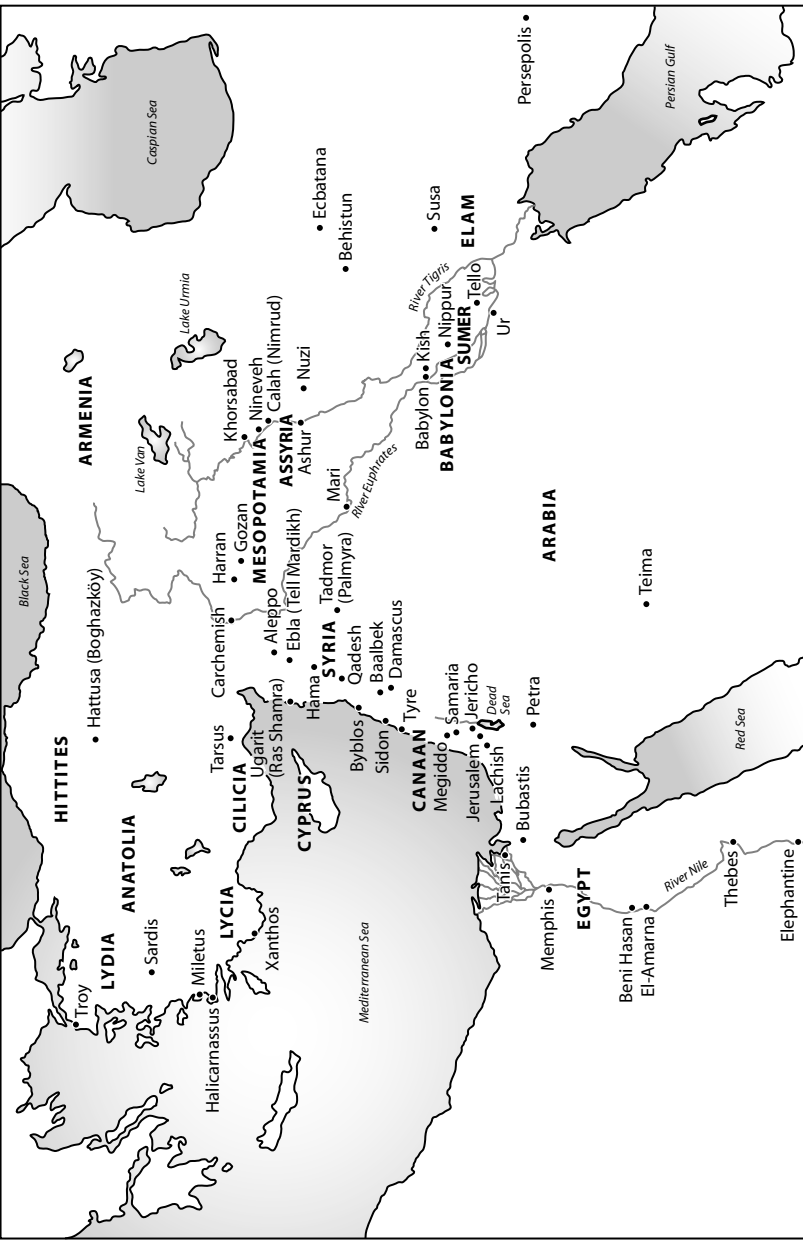 Black Sea
Caspian Sea
HITTITES
Hattusa (Boghazköy)
ARMENIA
Troy
LYDIA
ANATOLIA
Sardis
Lake Van
Lake Urmia
Miletus
Halicarnassus
LYCIA
Xanthos
CILICIA
Tarsus
Carchemish
Harran
Gozan
Khorsabad
Nineveh
Calah (Nimrud)
MESOPOTAMIA
ASSYRIA
Ashur
Nuzi
Ecbatana
Behistun
Ugarit
(Ras Shamra)
CYPRUS
Aleppo
Ebla (Tell Mardikh)
Hama
SYRIA
Tadmor
(Palmyra)
Mari
River Euphrates
Mediterranean Sea
Qadesh
Byblos
Baalbek
Sidon
Damascus
Tyre
CANAAN
Megiddo
Samaria
Jericho
Jerusalem
Lachish
Dead
Sea
River Tigris
Babylon
Kish
BABYLONIA
Nippur
SUMER
Tello
Ur
Susa
ELAM
Persepolis
Persian Gulf
Tanis
Bubastis
Petra
ARABIA
Memphis
EGYPT
Beni Hasan
El-Amarna
River Nile
Teima
Red Sea
Thebes
Elephantine